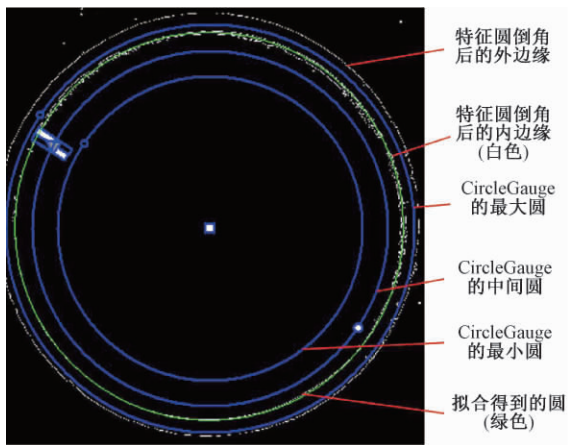 特征圆倒角
后的外边缘
特征圆倒角
后的内边缘
(白色)
CircleGauge
的最大圆
CircleGauge
的中间圆
CircleGauge
的最小圆
拟合得到的圆
(绿色)